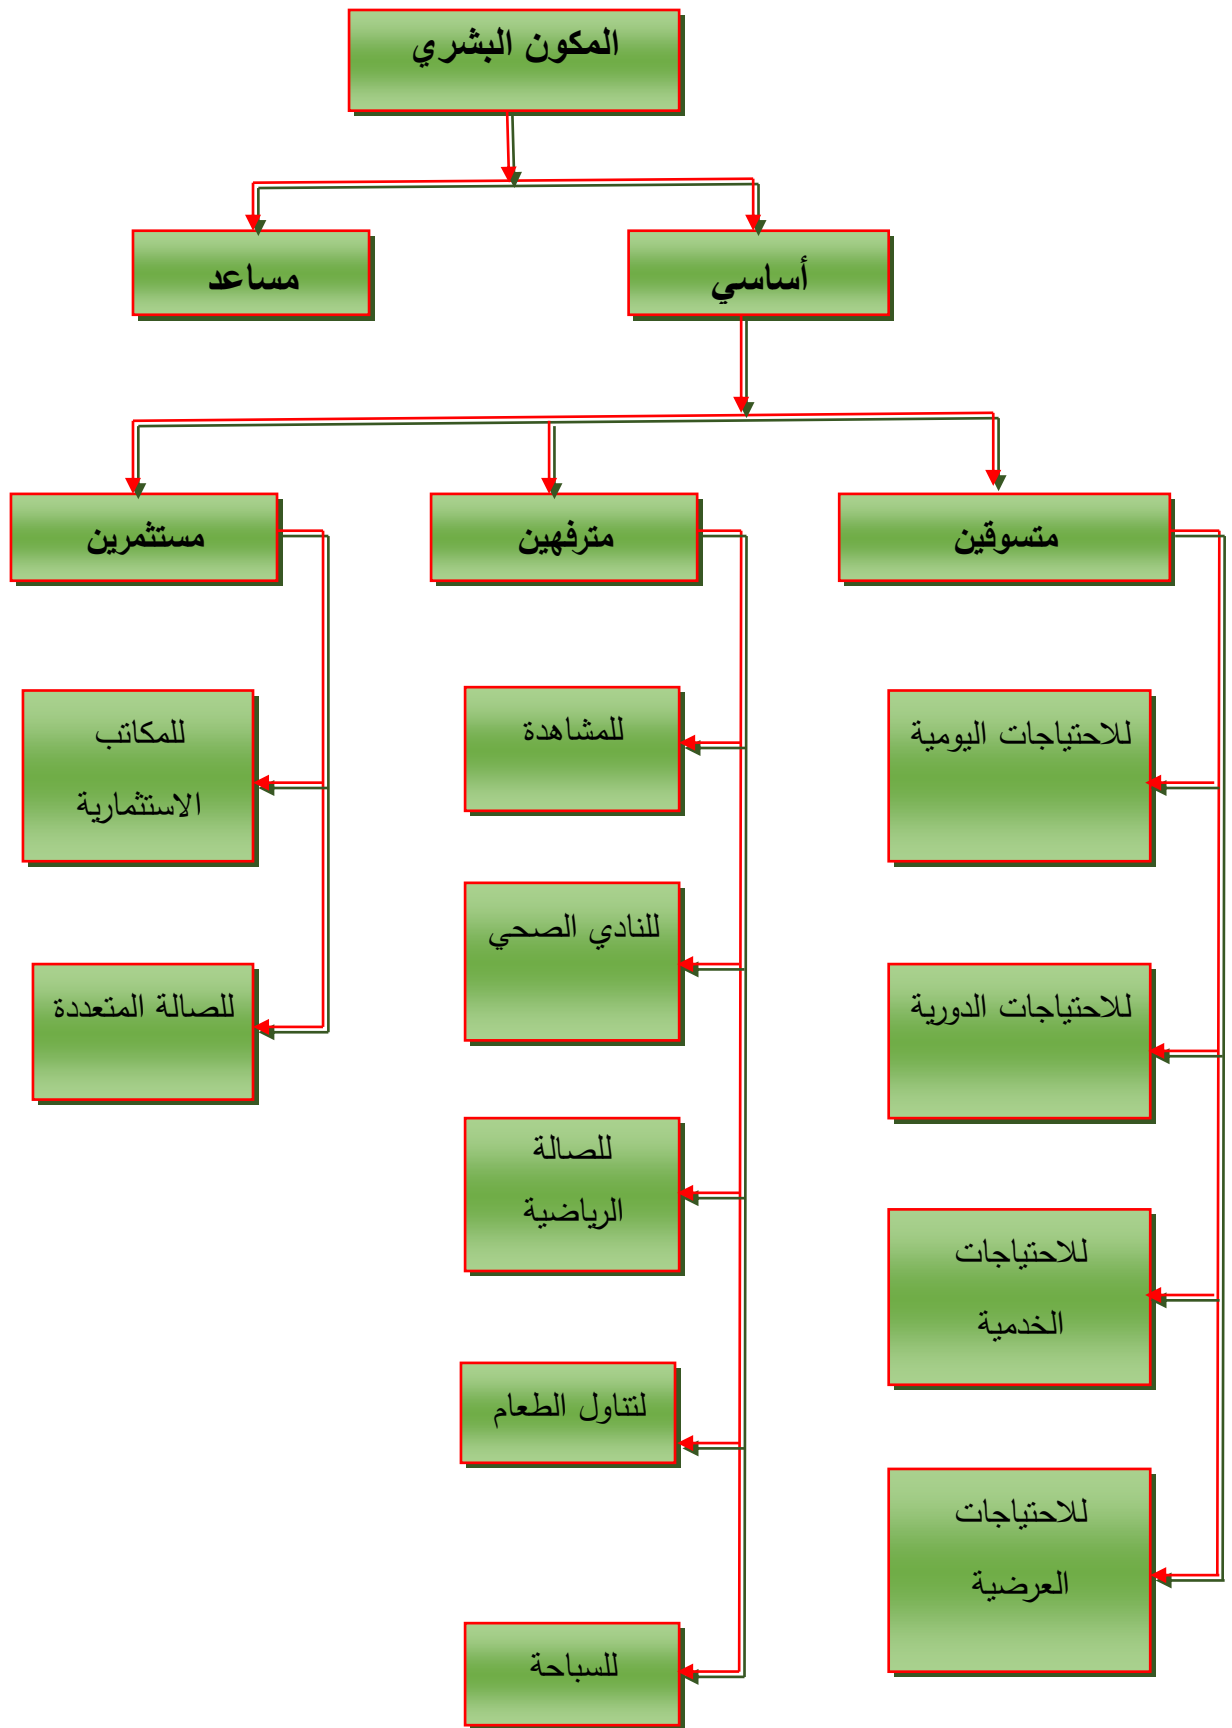 المكون البشري
أساسي
مساعد
متسوقين
مترفهين
مستثمرين
للاحتياجات اليومية
للاحتياجات الدورية
للاحتياجات
الخدمية
للاحتياجات
العرضية
للمشاهدة
للنادي الصحي
للصالة
الرياضية
لتناول الطعام
للسباحة
للمكاتب
الاستثمارية
للصالة المتعددة